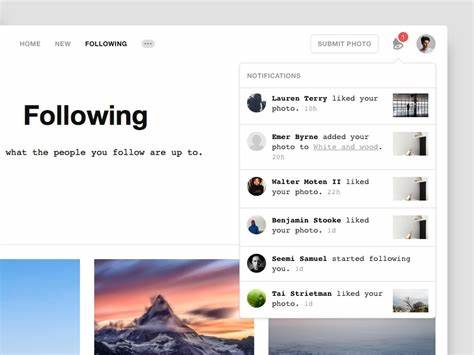 HOME NEW FOLLOWING SUBMIT PHOTO 1
NOTIFICATIONS
Lauren Terry liked your
photo. 10h
Following
Emer Byrne added your
photo to White and wood.
20h
what the people you follow are up to.
Walter Moten II liked
your photo. 22h
Benjamin Stooke liked
your photo. 1d
Seemi Samuel started following
you. 1d
Tai Strietman liked your
photo. 1d